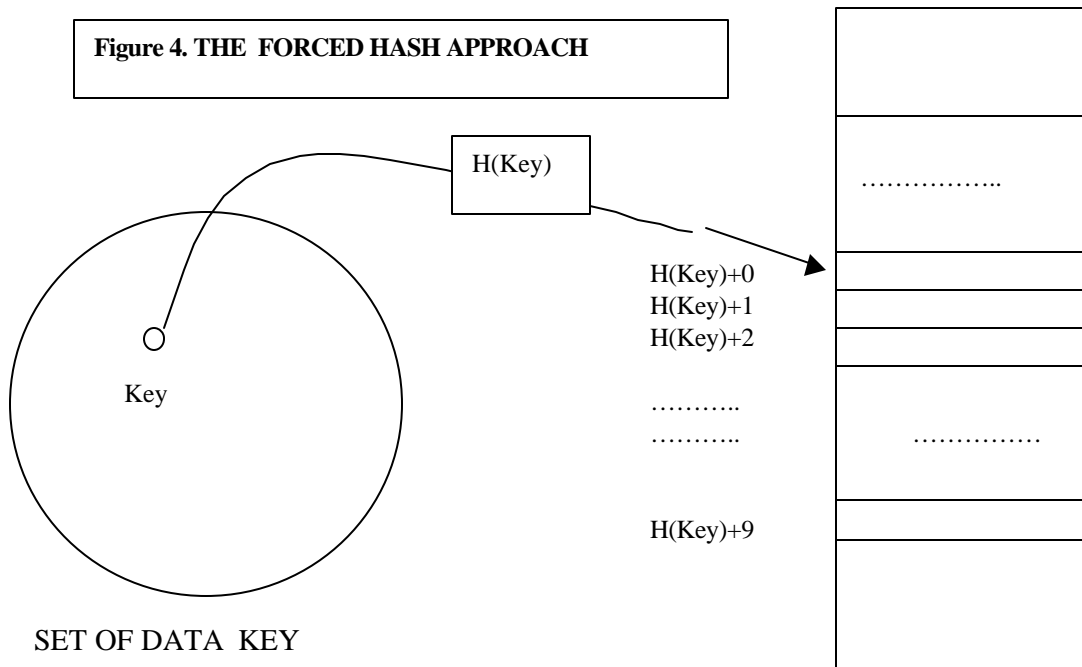 Figure 4. THE FORCED HASH APPROACH
H(Key)
………………..
H(Key)+0
H(Key)+1
H(Key)+2
Key
………..
………..
……………
H(Key)+9
SET OF DATA KEY